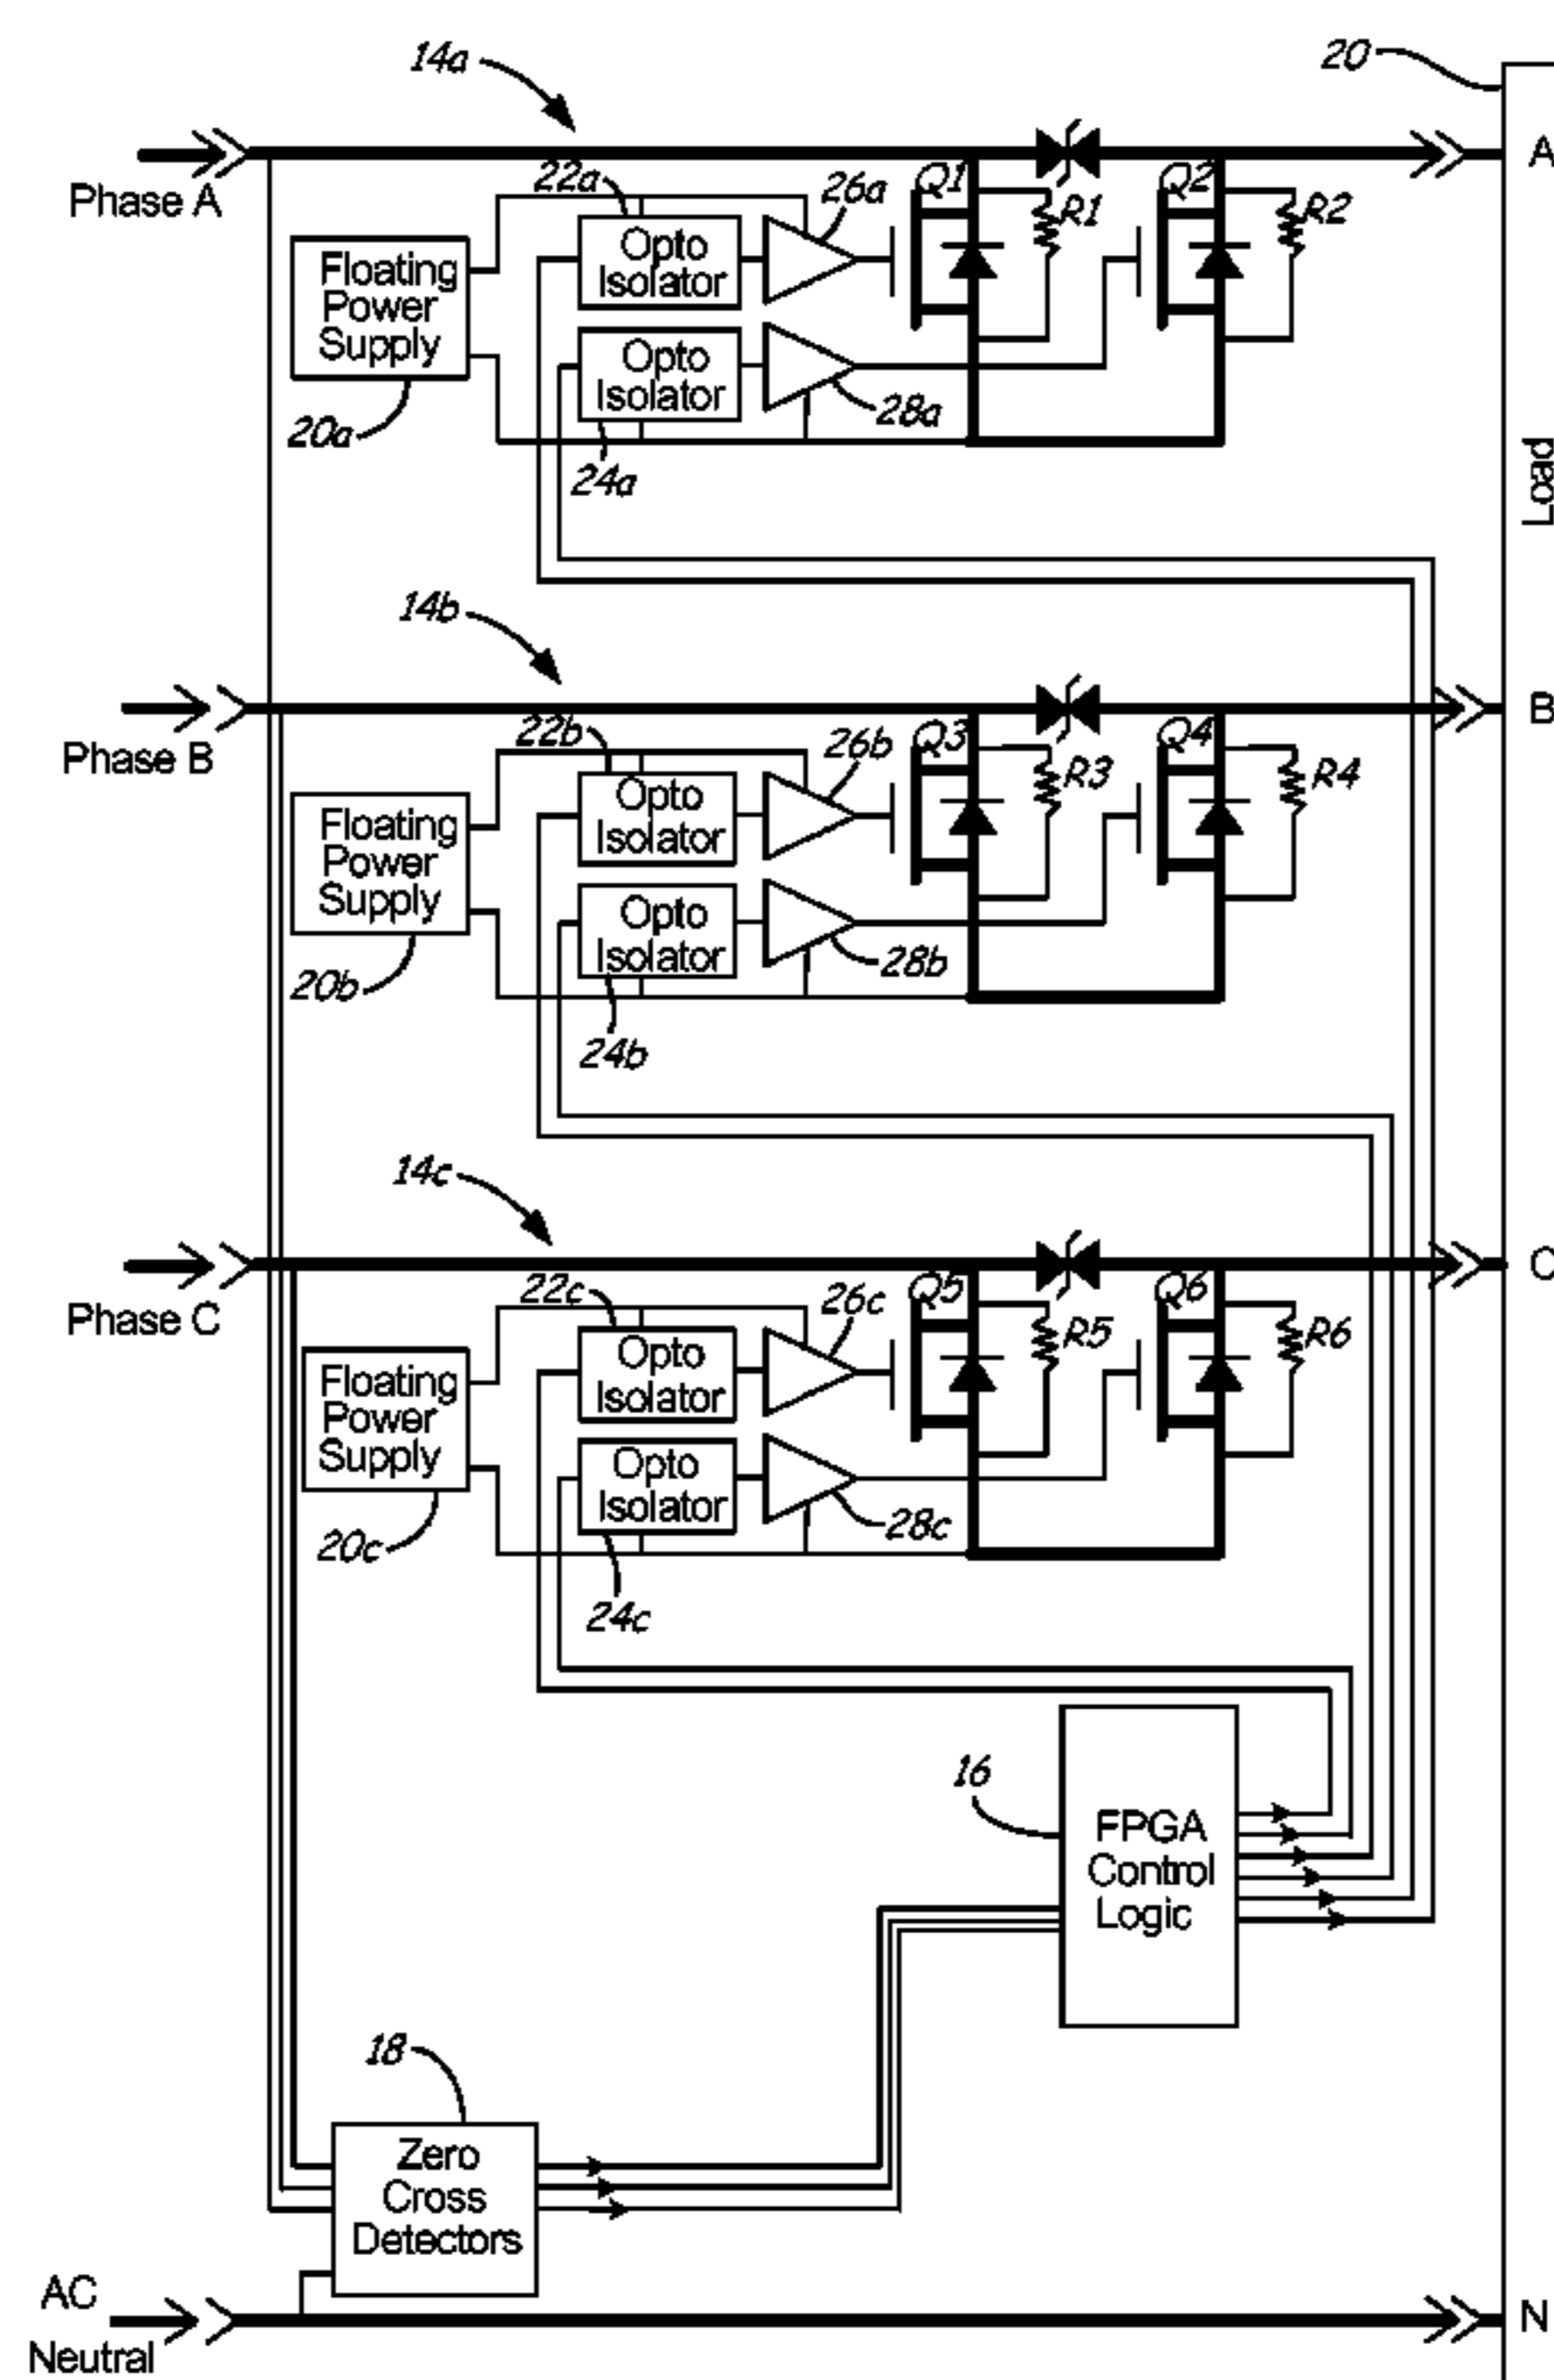 14a
20
A
Phase A
22a
26a
Q1
R1
Q2
R2
Opto
Isolator
Floating
Power
Supply
Opto
Isolator
28a
20a
24a
Load
14b
B
Phase B
22b
26b
Q3
R3
Q4
R4
Opto
Isolator
Floating
Power
Supply
Opto
Isolator
28b
20b
24b
14c
C
Phase C
22c
26c
Q5
R5
Q6
R6
Opto
Isolator
Floating
Power
Supply
Opto
Isolator
28c
20c
24c
16
FPGA
Control
Logic
18
Zero
Cross
Detectors
AC
Neutral
N